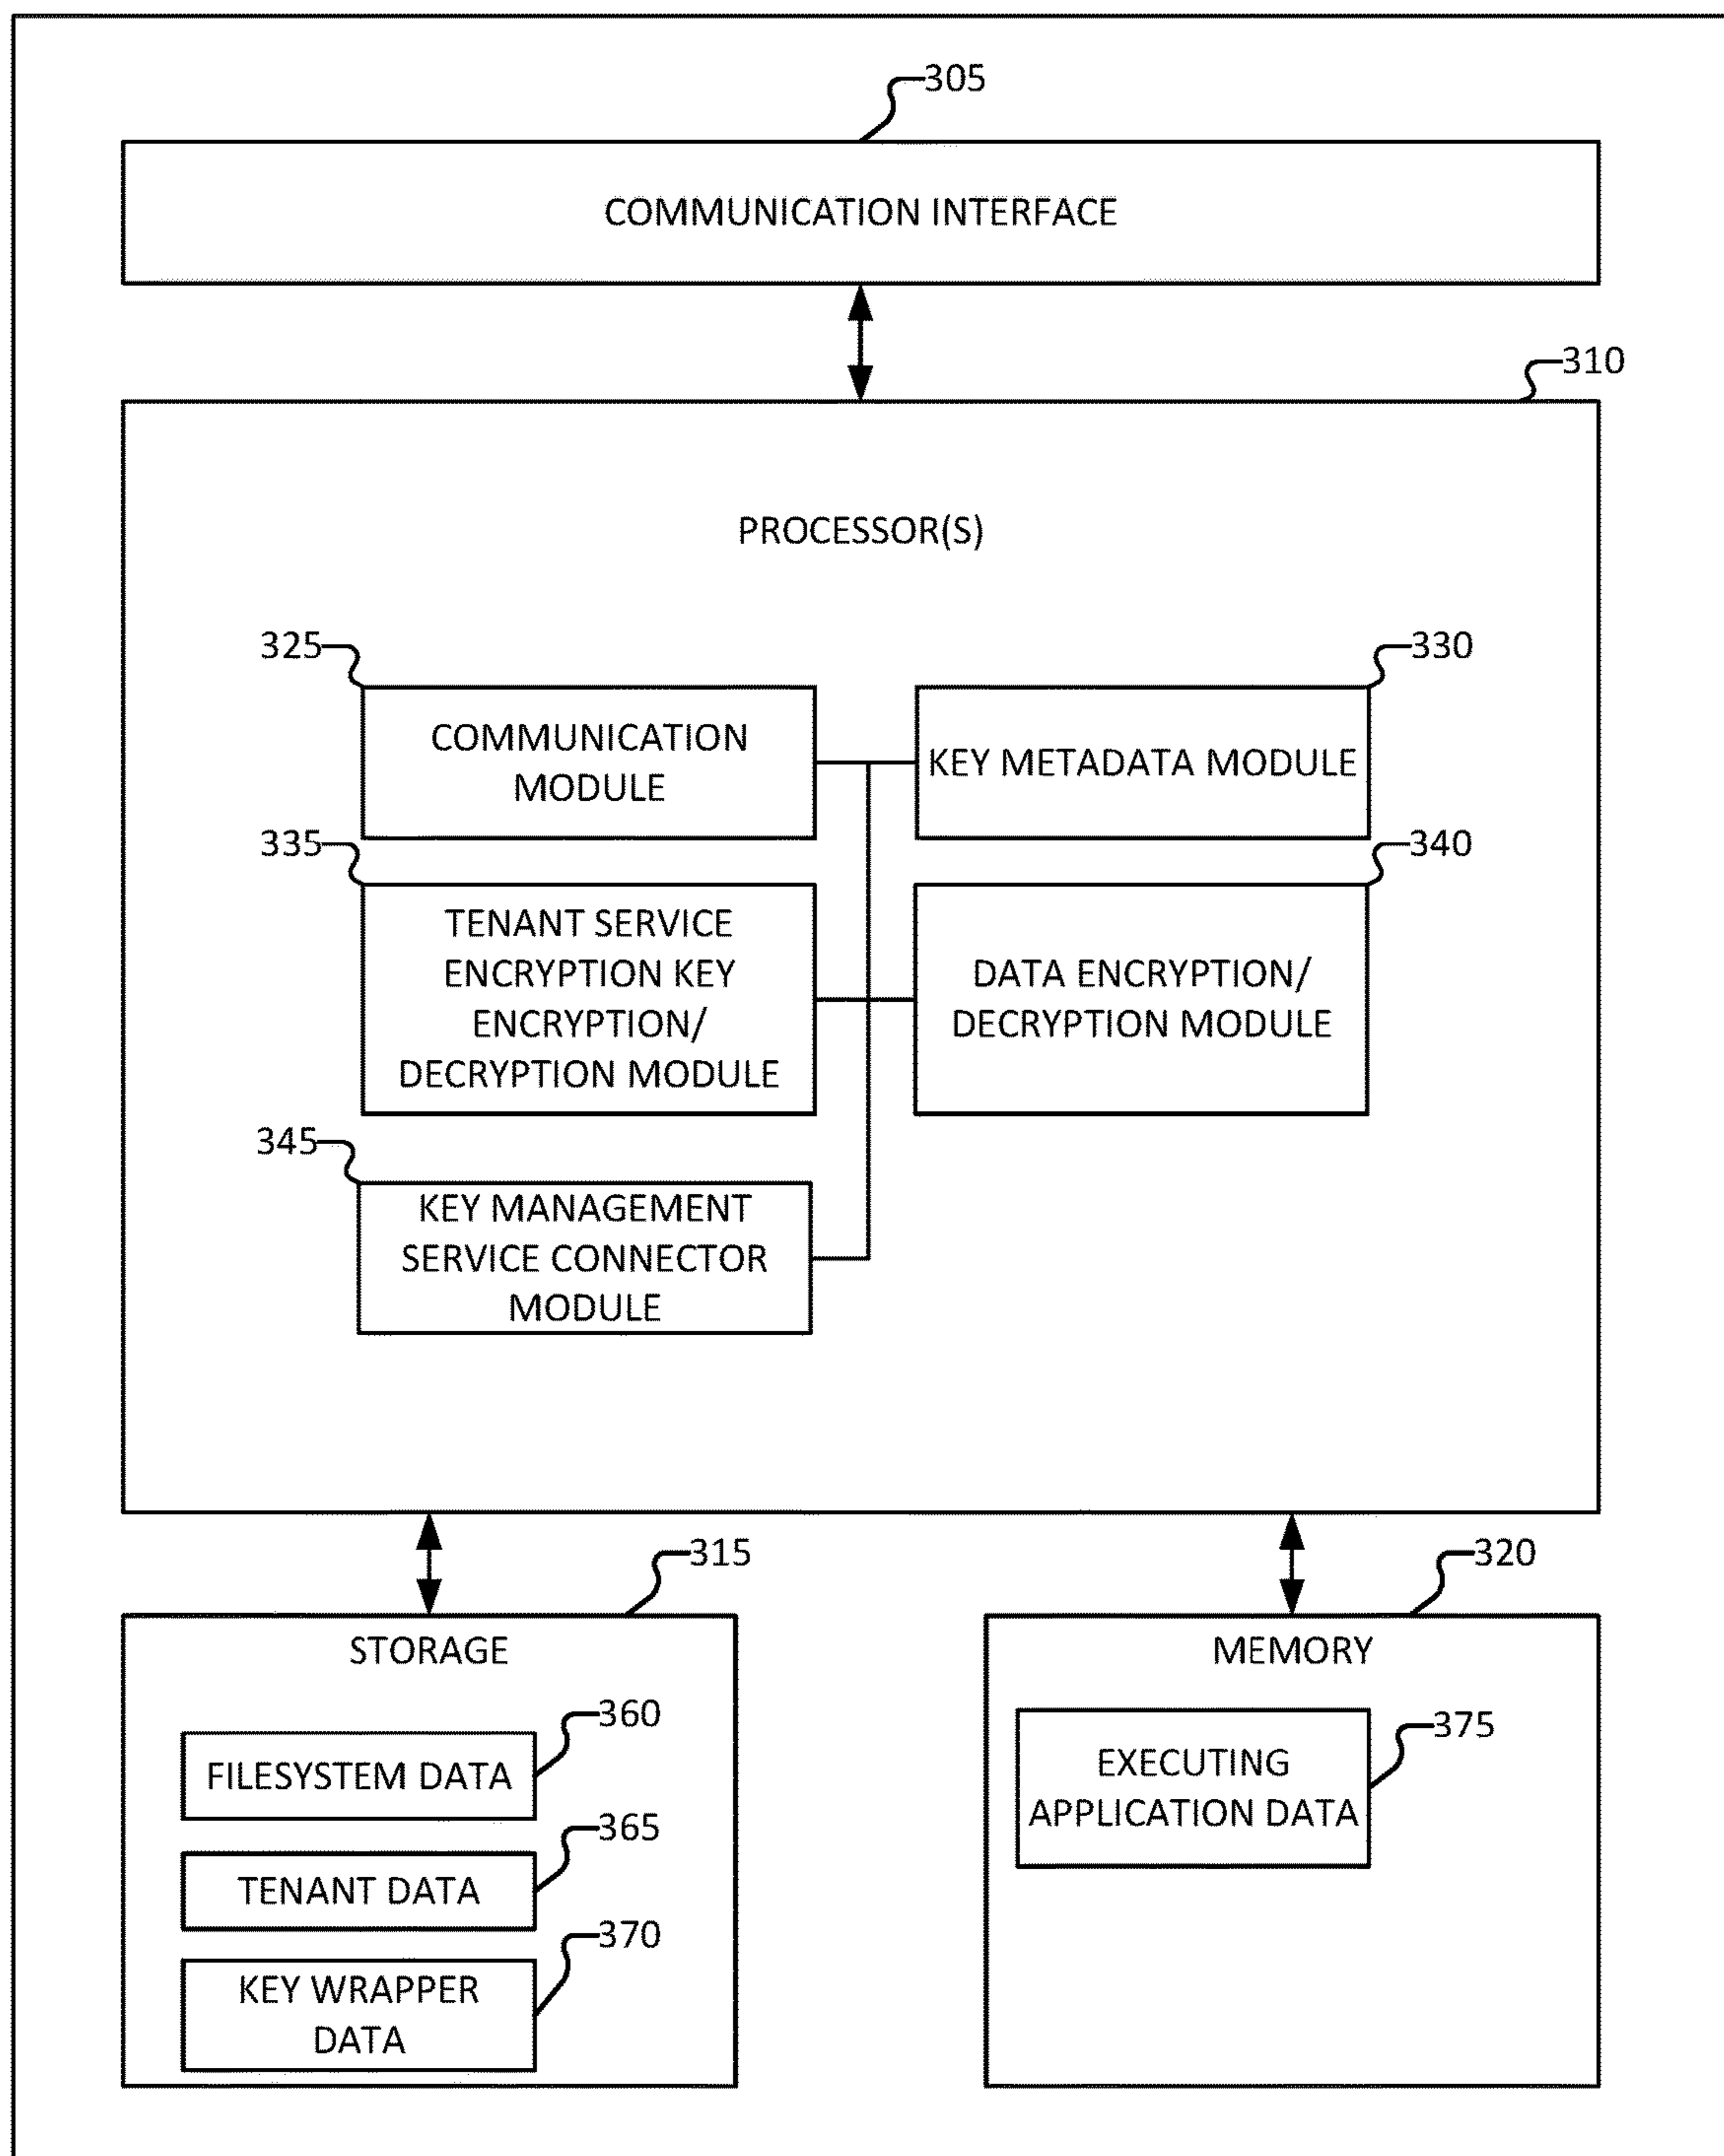 305
COMMUNICATION INTERFACE
310
PROCESSOR(S)
325
330
COMMUNICATION
MODULE
KEY METADATA MODULE
335
340
TENANT SERVICE
ENCRYPTION KEY
ENCRYPTION/
DECRYPTION MODULE
DATA ENCRYPTION/
DECRYPTION MODULE
345
KEY MANAGEMENT
SERVICE CONNECTOR
MODULE
315
320
STORAGE
360
FILESYSTEM DATA
365
TENANT DATA
370
KEY WRAPPER
DATA
MEMORY
375
EXECUTING
APPLICATION DATA